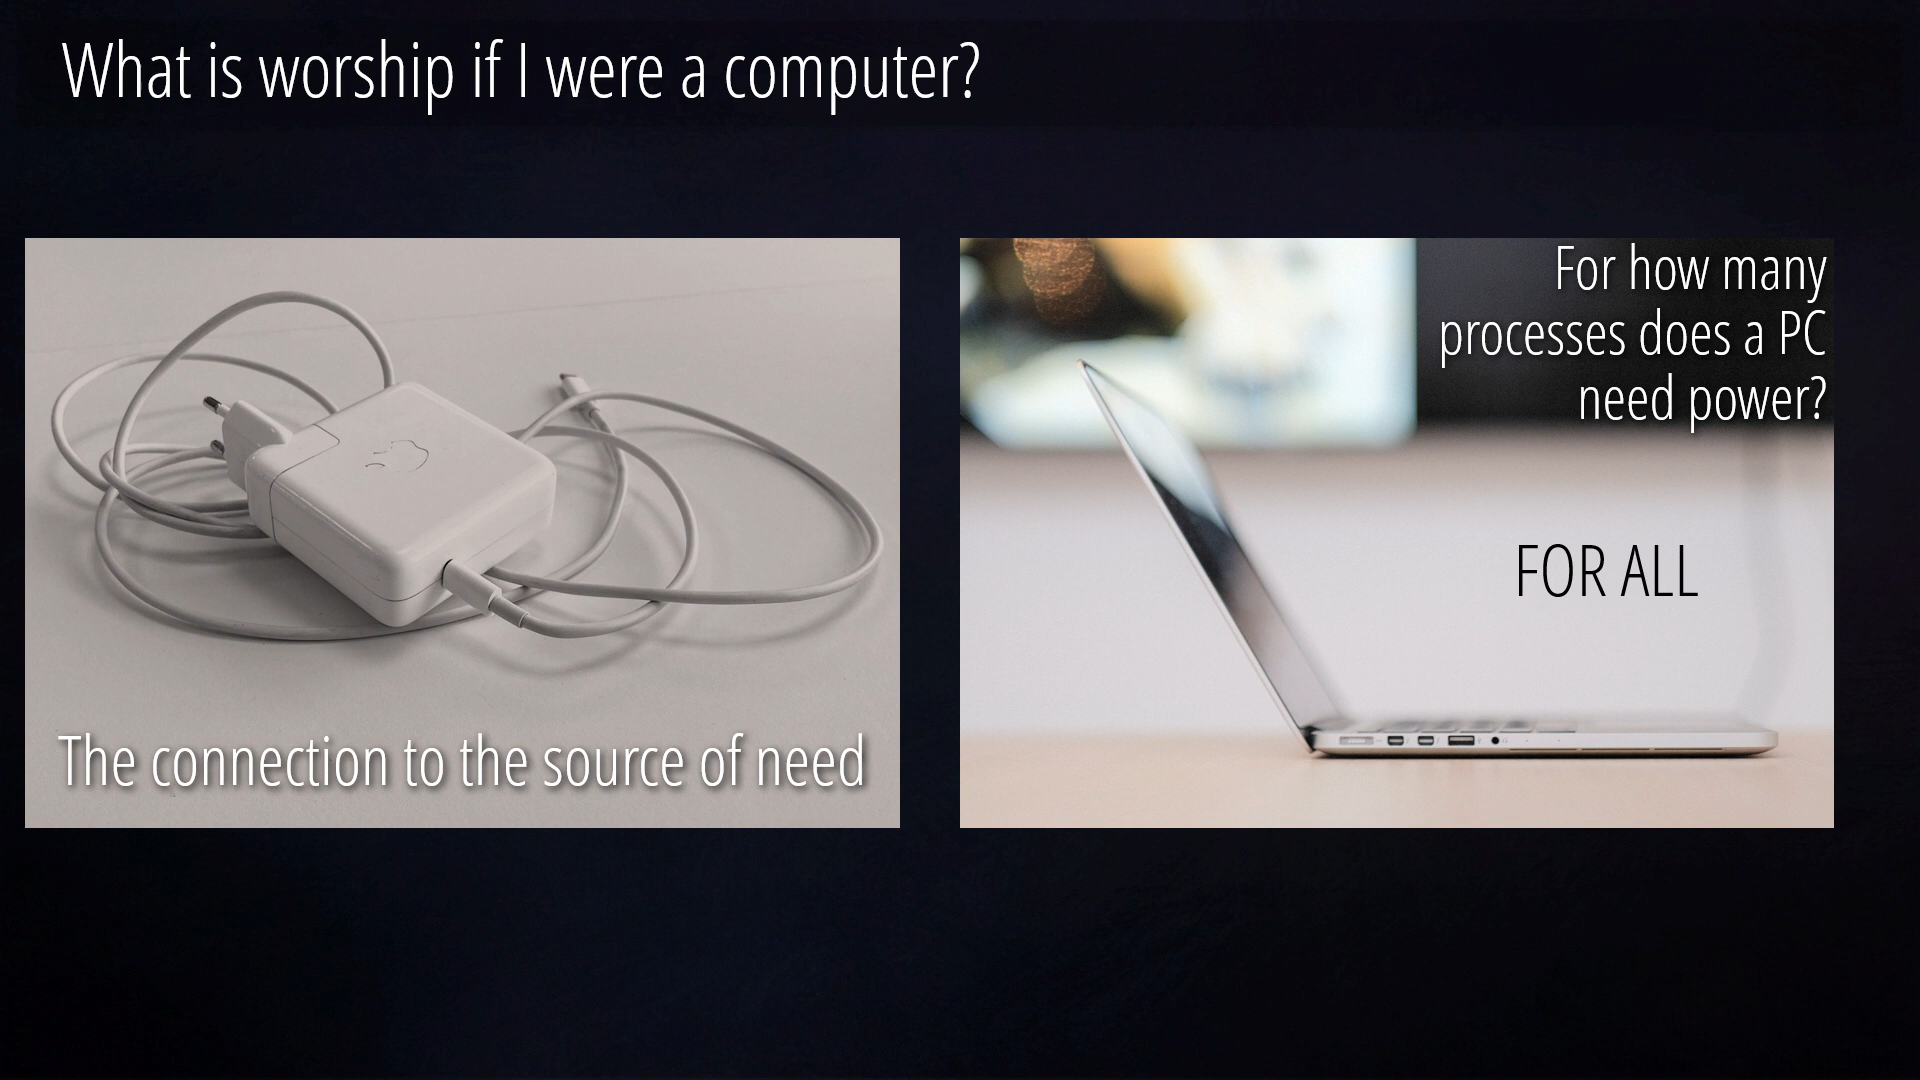 What is worship if I were a computer?
The connection to the source of need
For how many
processes does a PC
need power?
FOR ALL